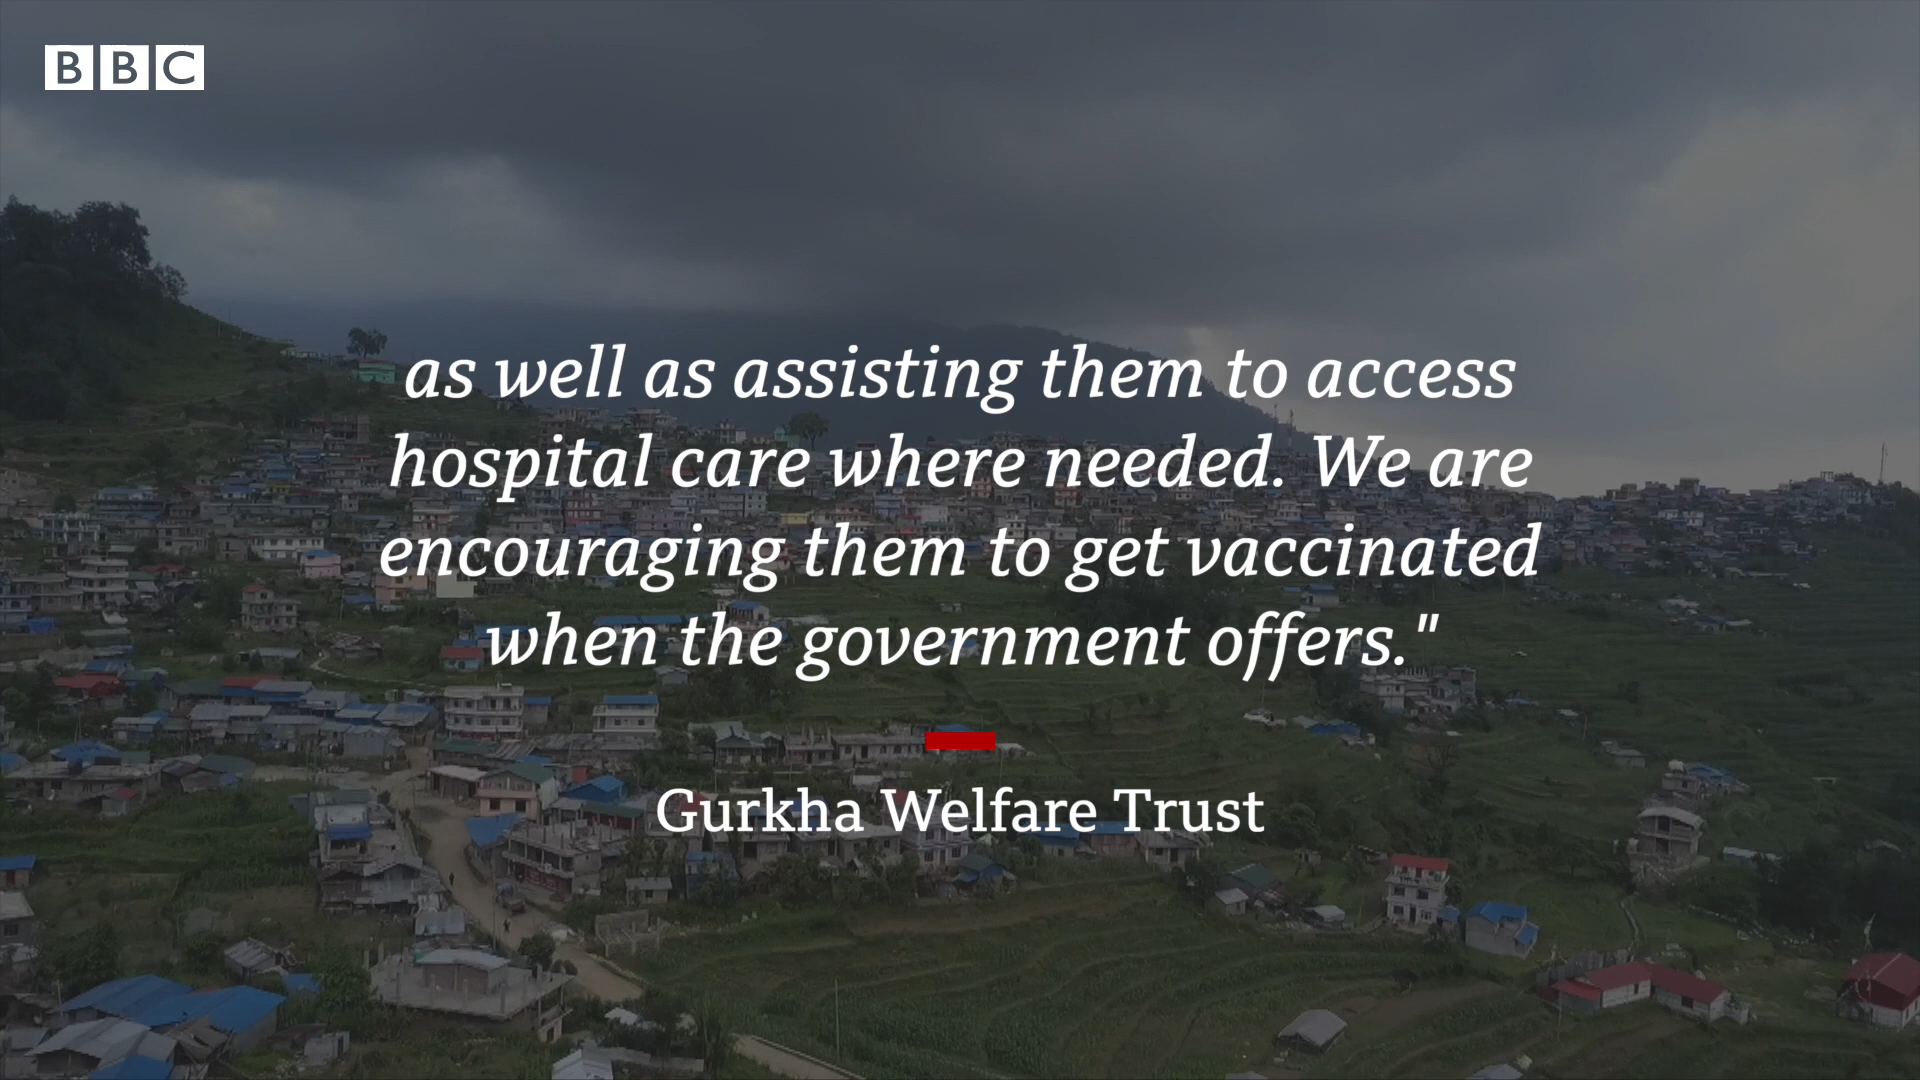 BBC
as well as assisting them to access
hospital care where needed. We are
encouraging them to get vaccinated
when the government offers."
Gurkha Welfare Trust